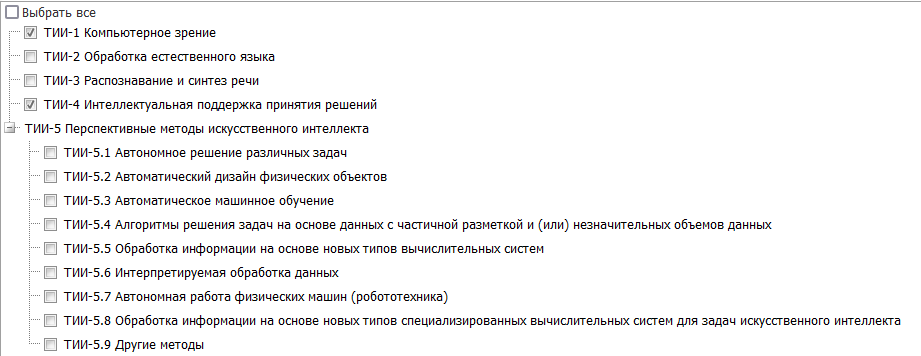 Выбрать все
ТИИ-1 Компьютерное зрение
ТИИ-2 Обработка естественного языка
ТИИ-3 Распознавание и синтез речи
ТИИ-4 Интеллектуальная поддержка принятия решений
ТИИ-5 Перспективные методы искусственного интеллекта
ТИИ-5.1 Автономное решение различных задач
ТИИ-5.2 Автоматический дизайн физических объектов
ТИИ-5.3 Автоматическое машинное обучение
ТИИ-5.4 Алгоритмы решения задач на основе данных с частичной разметкой и (или) незначительных объемов данных
ТИИ-5.5 Обработка информации на основе новых типов вычислительных систем
ТИИ-5.6 Интерпретируемая обработка данных
ТИИ-5.7 Автономная работа физических машин (робототехника)
ТИИ-5.8 Обработка информации на основе новых типов специализированных вычислительных систем для задач искусственного интеллекта
ТИИ-5.9 Другие методы